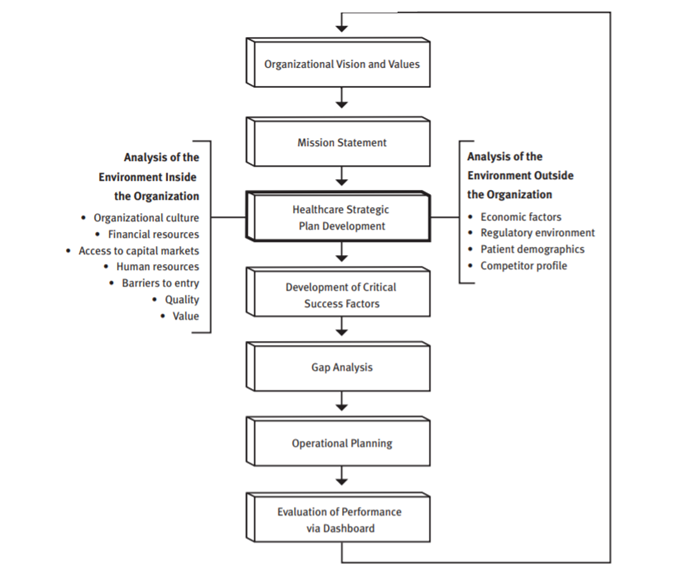 Organizational Vision and Values
Mission Statement
Analysis of the
Environment Inside
the Organization
• Organizational culture
• Financial resources
• Access to capital markets
• Human resources
• Barriers to entry
• Quality
• Value
Healthcare Strategic
Plan Development
Analysis of the
Environment Outside
the Organization
• Economic factors
• Regulatory environment
• Patient demographics
• Competitor profile
Development of Critical
Success Factors
Gap Analysis
Operational Planning
Evaluation of Performance
via Dashboard